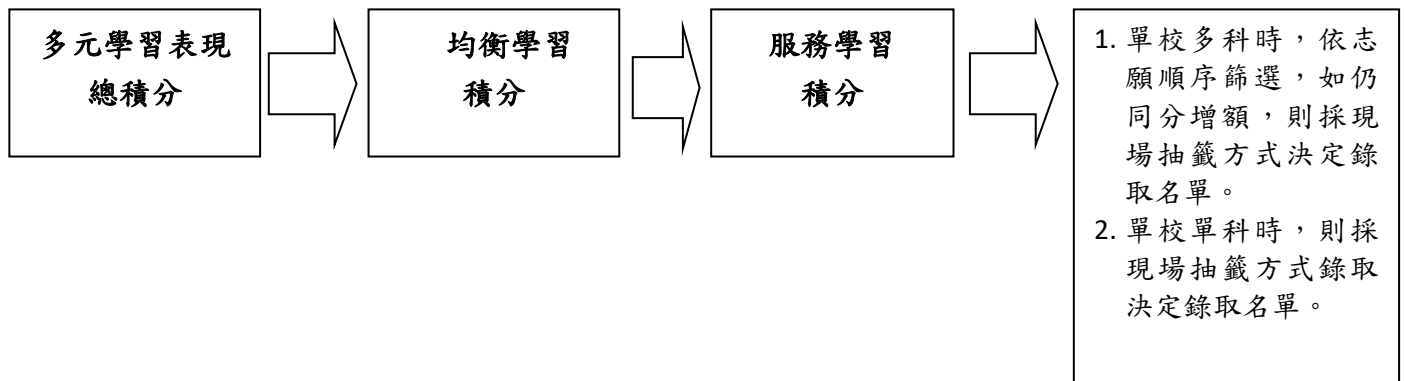 多元學習表現
總積分
均衡學習
積分
服務學習
積分
1. 單校多科時，依志
願順序篩選，如仍
同分增額，則採現
場抽籤方式決定錄
取名單。
2. 單校單科時，則採
現場抽籤方式錄取
決定錄取名單。